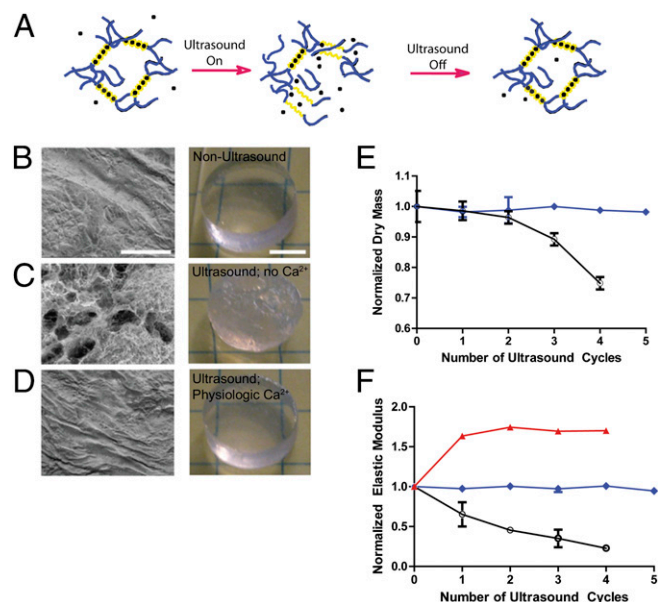 A
Ultrasound
On
Ultrasound
Off
B
Non-Ultrasound
C
Ultrasound; no Ca²⁺
D
Ultrasound;
Physiologic Ca²⁺
E
Normalized Dry Mass
1.1
1.0
0.9
0.8
0.7
0.6
0 1 2 3 4 5
Number of Ultrasound Cycles
F
Normalized Elastic Modulus
2.0
1.5
1.0
0.5
0.0
0 1 2 3 4 5
Number of Ultrasound Cycles